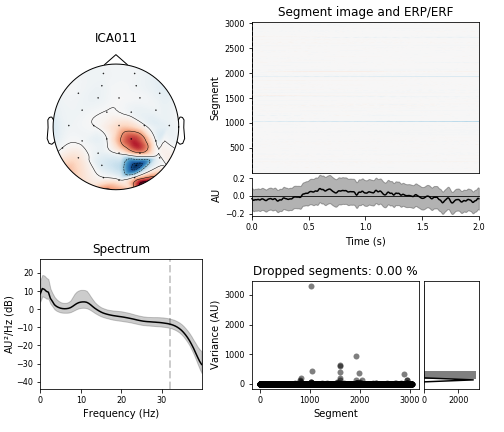 ICA011
Segment image and ERP/ERF
Segment
3000
2500
2000
1500
1000
500
AU
0.2
0.0
−0.2
0.0 0.5 1.0 1.5 2.0
Time (s)
Spectrum
AU²/Hz (dB)
20
10
0
−10
−20
−30
−40
0 10 20 30
Frequency (Hz)
Dropped segments: 0.00 %
Variance (AU)
3000
2000
1000
0
0 1000 2000 3000
Segment
0 2000